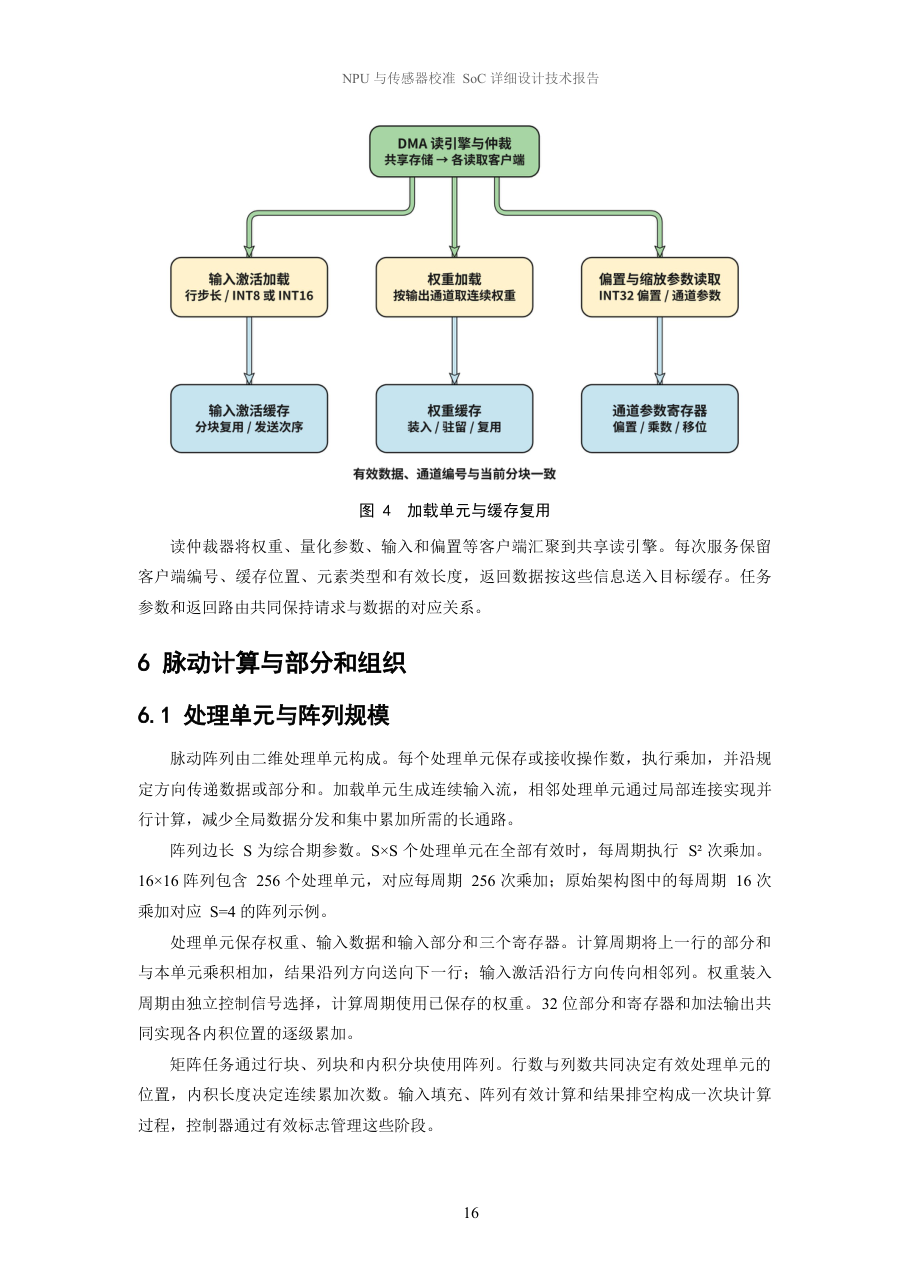 NPU 与传感器校准 SoC 详细设计技术报告
DMA 读引擎与仲裁
共享存储 → 各读取客户端
输入激活加载
行步长 / INT8 或 INT16
权重加载
按输出通道取连续权重
偏置与缩放参数读取
INT32 偏置 / 通道参数
输入激活缓存
分块复用 / 发送次序
权重缓存
装入 / 驻留 / 复用
通道参数寄存器
偏置 / 乘数 / 移位
有效数据、通道编号与当前分块一致
图 4 加载单元与缓存复用
读仲裁器将权重、量化参数、输入和偏置等客户端汇聚到共享读引擎。每次服务保留
客户端编号、缓存位置、元素类型和有效长度，返回数据按这些信息送入目标缓存。任务
参数和返回路由共同保持请求与数据的对应关系。
6 脉动计算与部分和组织
6.1 处理单元与阵列规模
脉动阵列由二维处理单元构成。每个处理单元保存或接收操作数，执行乘加，并沿规
定方向传递数据或部分和。加载单元生成连续输入流，相邻处理单元通过局部连接实现并
行计算，减少全局数据分发和集中累加所需的长通路。
阵列边长 S 为综合期参数。S×S 个处理单元在全部有效时，每周期执行 S² 次乘加。
16×16 阵列包含 256 个处理单元，对应每周期 256 次乘加；原始架构图中的每周期 16 次
乘加对应 S=4 的阵列示例。
处理单元保存权重、输入数据和输入部分和三个寄存器。计算周期将上一行的部分和
与本单元乘积相加，结果沿列方向送向下一行；输入激活沿行方向传向相邻列。权重装入
周期由独立控制信号选择，计算周期使用已保存的权重。32 位部分和寄存器和加法输出共
同实现各内积位置的逐级累加。
矩阵任务通过行块、列块和内积分块使用阵列。行数与列数共同决定有效处理单元的
位置，内积长度决定连续累加次数。输入填充、阵列有效计算和结果排空构成一次块计算
过程，控制器通过有效标志管理这些阶段。
16